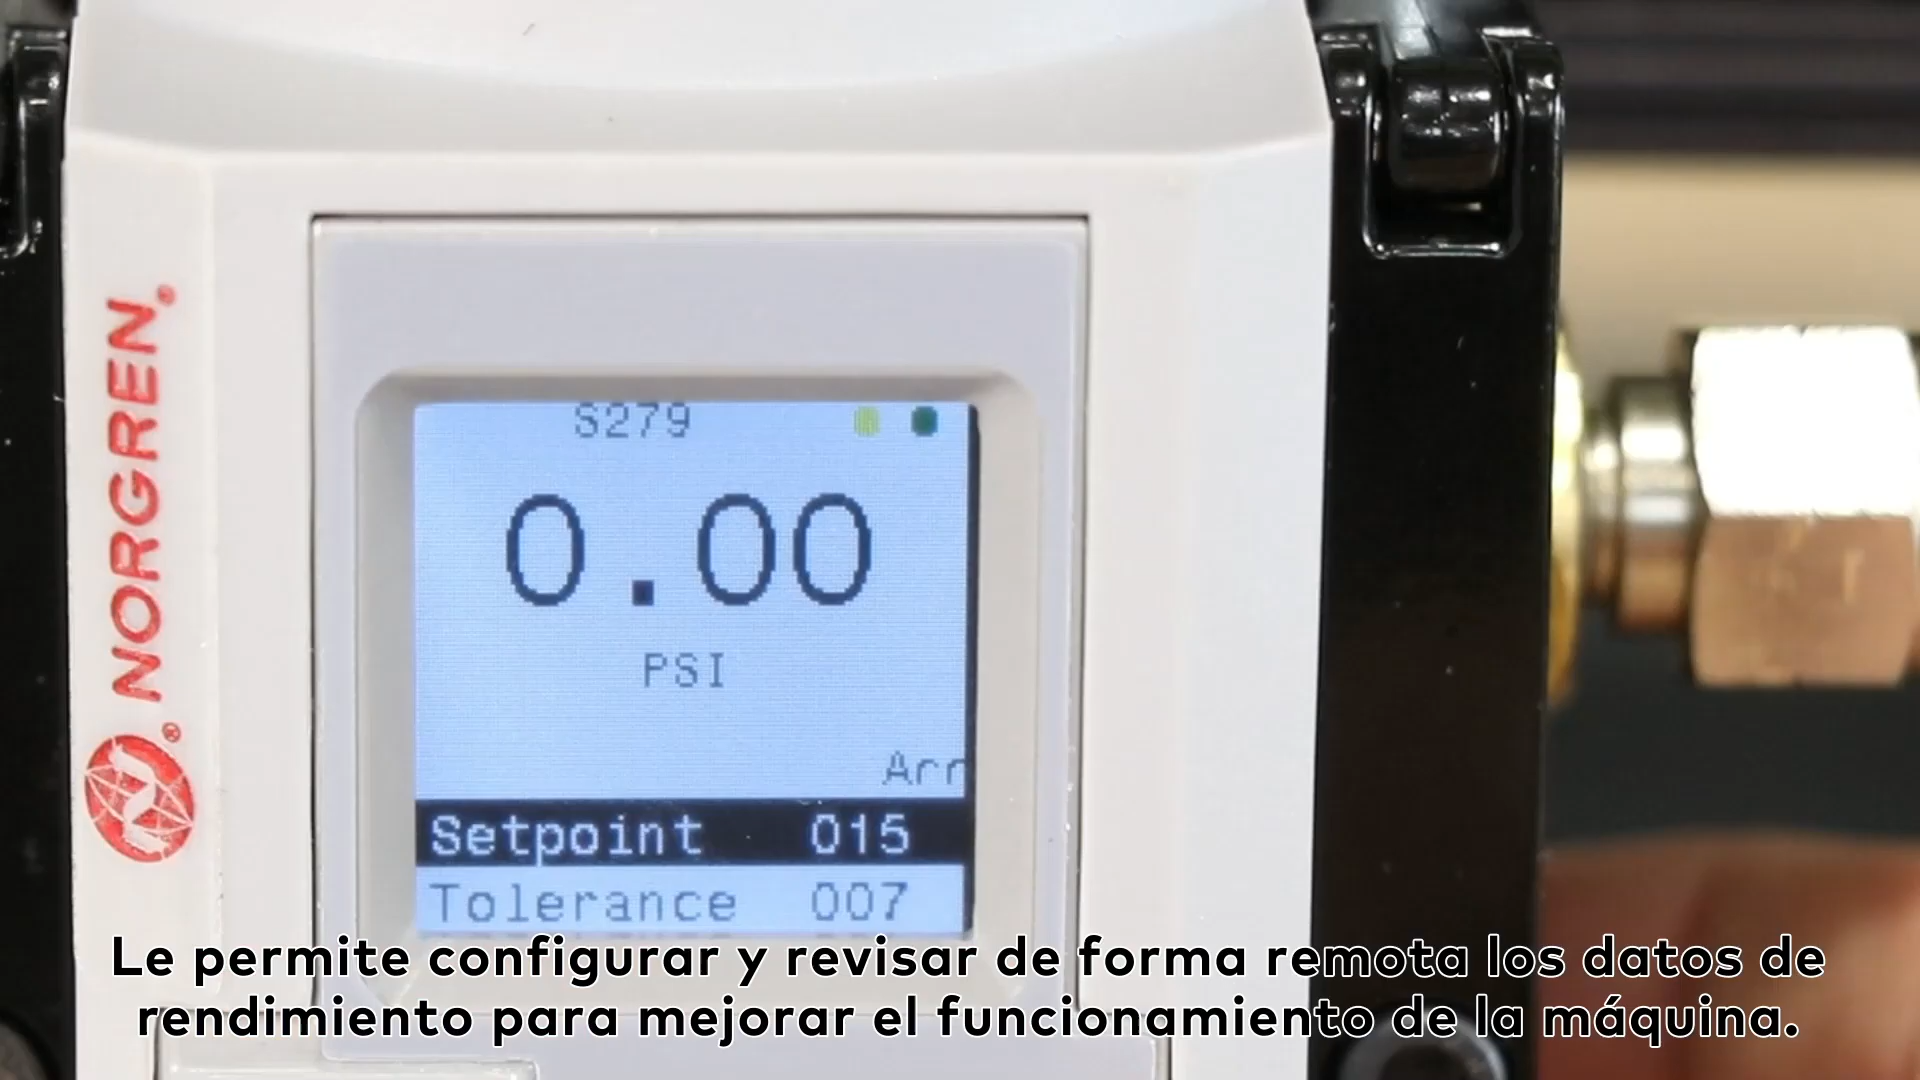 NORGREN®
S279
0.00
PSI
Arr
Setpoint 015
Tolerance 007
Le permite configurar y revisar de forma remota los datos de
rendimiento para mejorar el funcionamiento de la máquina.